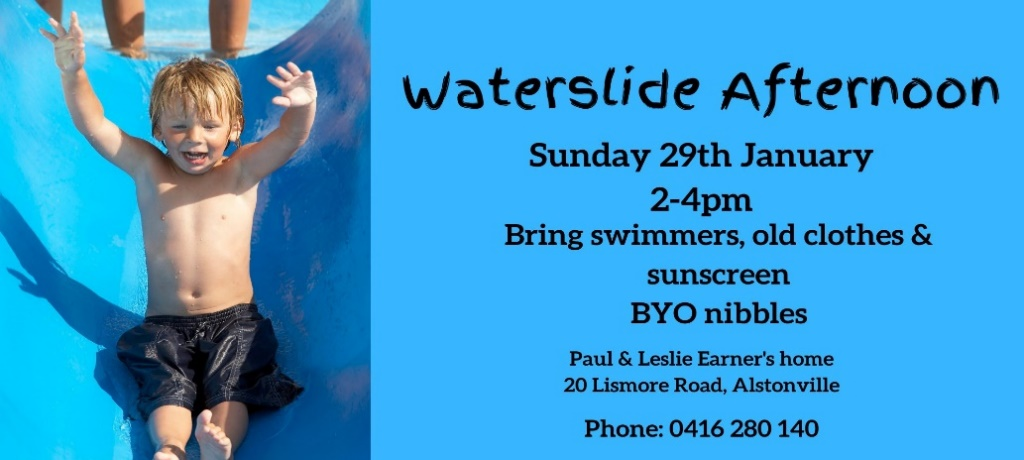 Waterslide Afternoon
Sunday 29th January
2-4pm
Bring swimmers, old clothes &
sunscreen
BYO nibbles
Paul & Leslie Earner's home
20 Lismore Road, Alstonville
Phone: 0416 280 140